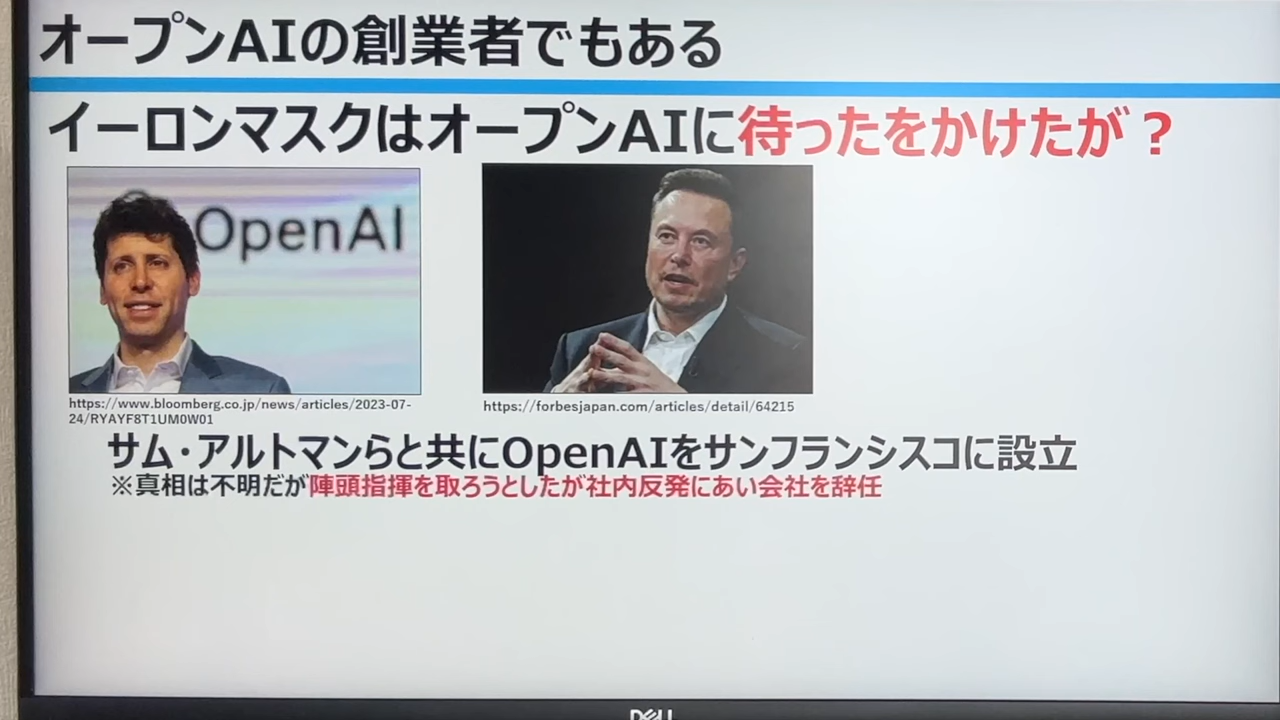 オープンAIの創業者でもある
イーロンマスクはオープンAIに待ったをかけたが？
OpenAI
https://www.bloomberg.co.jp/news/articles/2023-07-
24/RYAYF8T1UM0W01
https://forbesjapan.com/articles/detail/64215
サム・アルトマンらと共にOpenAIをサンフランシスコに設立
※真相は不明だが陣頭指揮を取ろうとしたが社内反発にあい会社を辞任
DELL